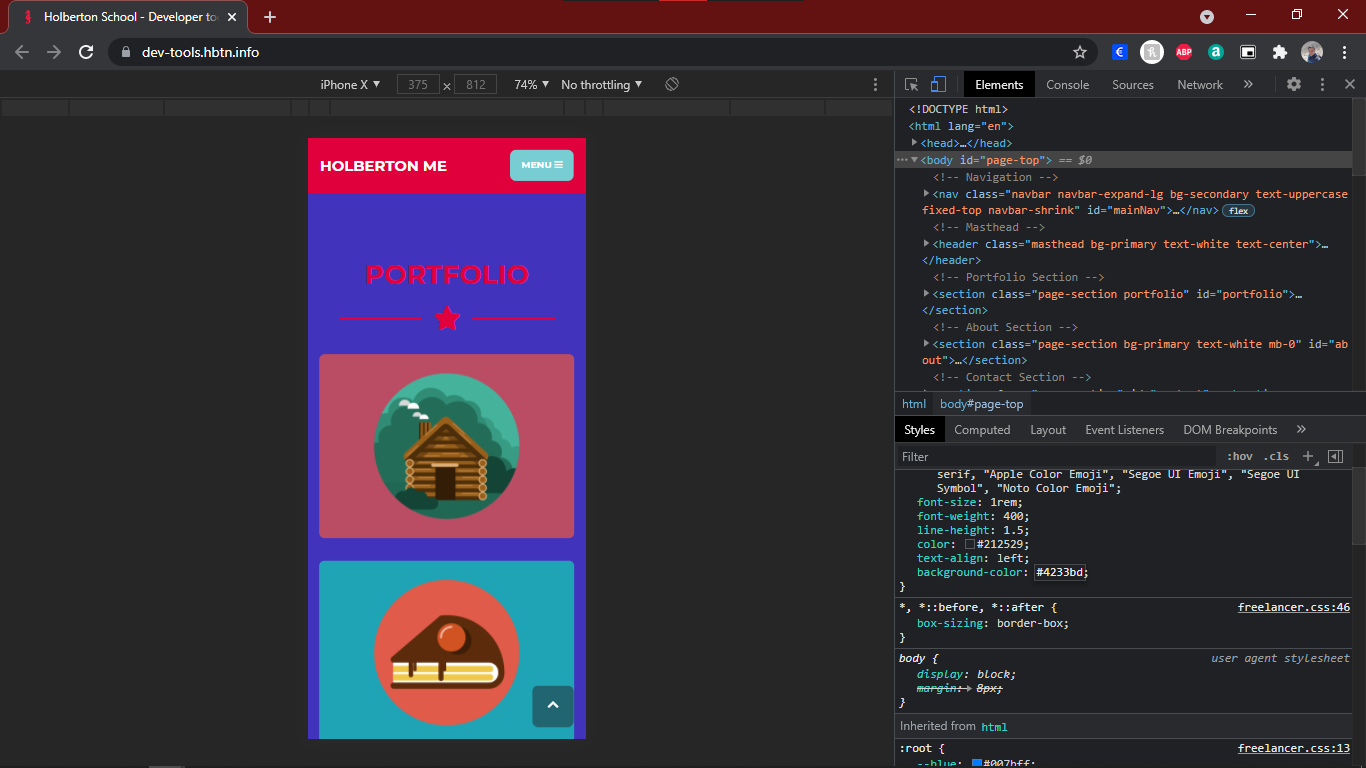 Holberton School - Developer to
dev-tools.hbtn.info
ABP
iPhone X ▼ 375 × 812 74% ▼ No throttling ▼
HOLBERTON ME
MENU
PORTFOLIO
Elements Console Sources Network »
<!DOCTYPE html>
<html lang="en">
▶<head>…</head>
…▼<body id="page-top"> == $0
<!-- Navigation -->
▶<nav class="navbar navbar-expand-lg bg-secondary text-uppercase
fixed-top navbar-shrink" id="mainNav">…</nav> flex
<!-- Masthead -->
▶<header class="masthead bg-primary text-white text-center">…
</header>
<!-- Portfolio Section -->
▶<section class="page-section portfolio" id="portfolio">…
</section>
<!-- About Section -->
▶<section class="page-section bg-primary text-white mb-0" id="ab
out">…</section>
<!-- Contact Section -->
html body#page-top
Styles Computed Layout Event Listeners DOM Breakpoints »
Filter :hov .cls +
serif, "Apple Color Emoji", "Segoe UI Emoji", "Segoe UI
Symbol", "Noto Color Emoji";
font-size: 1rem;
font-weight: 400;
line-height: 1.5;
color: #212529;
text-align: left;
background-color: #4233bd;
}
*, *::before, *::after { freelancer.css:46
box-sizing: border-box;
}
body { user agent stylesheet
display: block;
margin: ▶ 8px;
}
Inherited from html
:root { freelancer.css:13
--blue: #007bff;